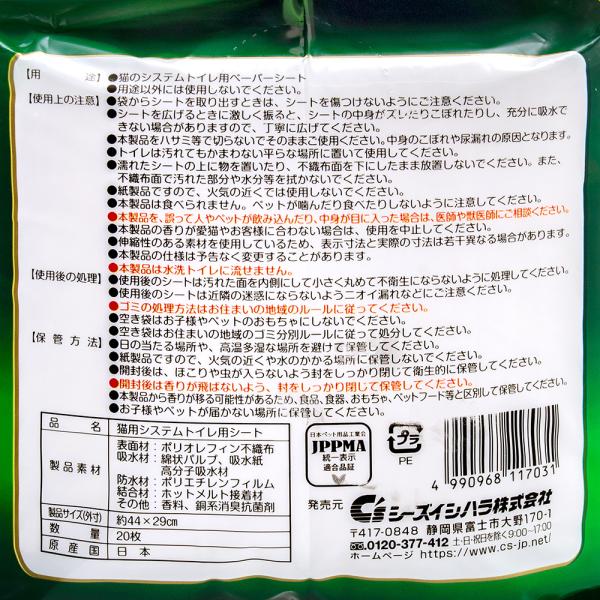 【用　　途】●猫のシステムトイレ用ペーパーシート
●用途以外には使用しないでください。
【使用上の注意】●袋からシートを取り出すときは、シートを傷つけないようにご注意ください。
●シートを広げるときに激しく振ると、シートの中身がズレたりこぼれたりし、充分に吸水で
きない場合がありますので、丁寧に広げてください。
●本製品をハサミ等で切らないでそのままご使用ください。中身のこぼれや尿漏れの原因となります。
●トイレは汚れてもかまわない平らな場所に置いて使用してください。
●濡れたシートの上に物を置いたり、不織布面を下にしたまま放置しないでください。また、
不織布面で汚れた部分や水分等を拭かないでください。
●紙製品ですので、火気の近くでは使用しないでください。
●本製品は食べられません。ペットが噛んだり食べたりしないようにご注意ください。
●本製品を、誤って人やペットが飲み込んだり、中身が目に入った場合は、医師や獣医師にご相談ください。
●本製品の香りが愛猫やお客様に合わない場合は、使用を中止してください。
●伸縮性のある素材を使用しているため、表示寸法と実際の寸法は若干異なる場合があります。
●本製品の仕様は予告なく変更することがあります。
●本製品は水洗トイレに流せません。
【使用後の処理】●使用後のシートは汚れた面を内側にして小さく丸めて不衛生にならないように処理してください。
●使用後のシートは近隣の迷惑にならないようニオイ漏れなどにご注意ください。
●ゴミの処理方法はお住まいの地域のルールに従ってください。
●空き袋はお子様やペットのおもちゃにしないでください。
●空き袋はお住まいの地域のゴミ分別ルールに従って処分してください。
【保管方法】●日の当たる場所や、高温多湿な場所を避けて保管してください。
●紙製品ですので、火気の近くや水のかかる場所に保管しないでください。
●開封後は、ほこりや虫が入らないよう封をしっかり閉じて衛生的に保管してください。
●開封後は香りが飛ばないよう、封をしっかり閉じて保管してください。
●本製品から香りが移る可能性があるため、食品、食器、おもちゃ、ペットフード等と区別して保管してください。
●お子様やペットが届かない場所に保管してください。
品　名　猫用システムトイレ用シート
製品素材　表面材：ポリオレフィン不織布
吸水材：綿状パルプ、吸水紙
高分子吸水材
防水材：ポリエチレンフィルム
結合材：ホットメルト接着材
その他：香料、銅系消臭抗菌剤
製品サイズ(外寸)　約44×29cm
数　量　20枚
原産国　日本
日本ペット用品工業会
JPPMA
統一表示
適合品証
プラ
PE
4 990968 117031
発売元　C's シーズイシハラ株式会社
〒417-0848　静岡県富士市大野170-1
0120-377-412　土・日・祝日を除く9:00〜17:00
ホームページ　https://www.cs-jp.net/